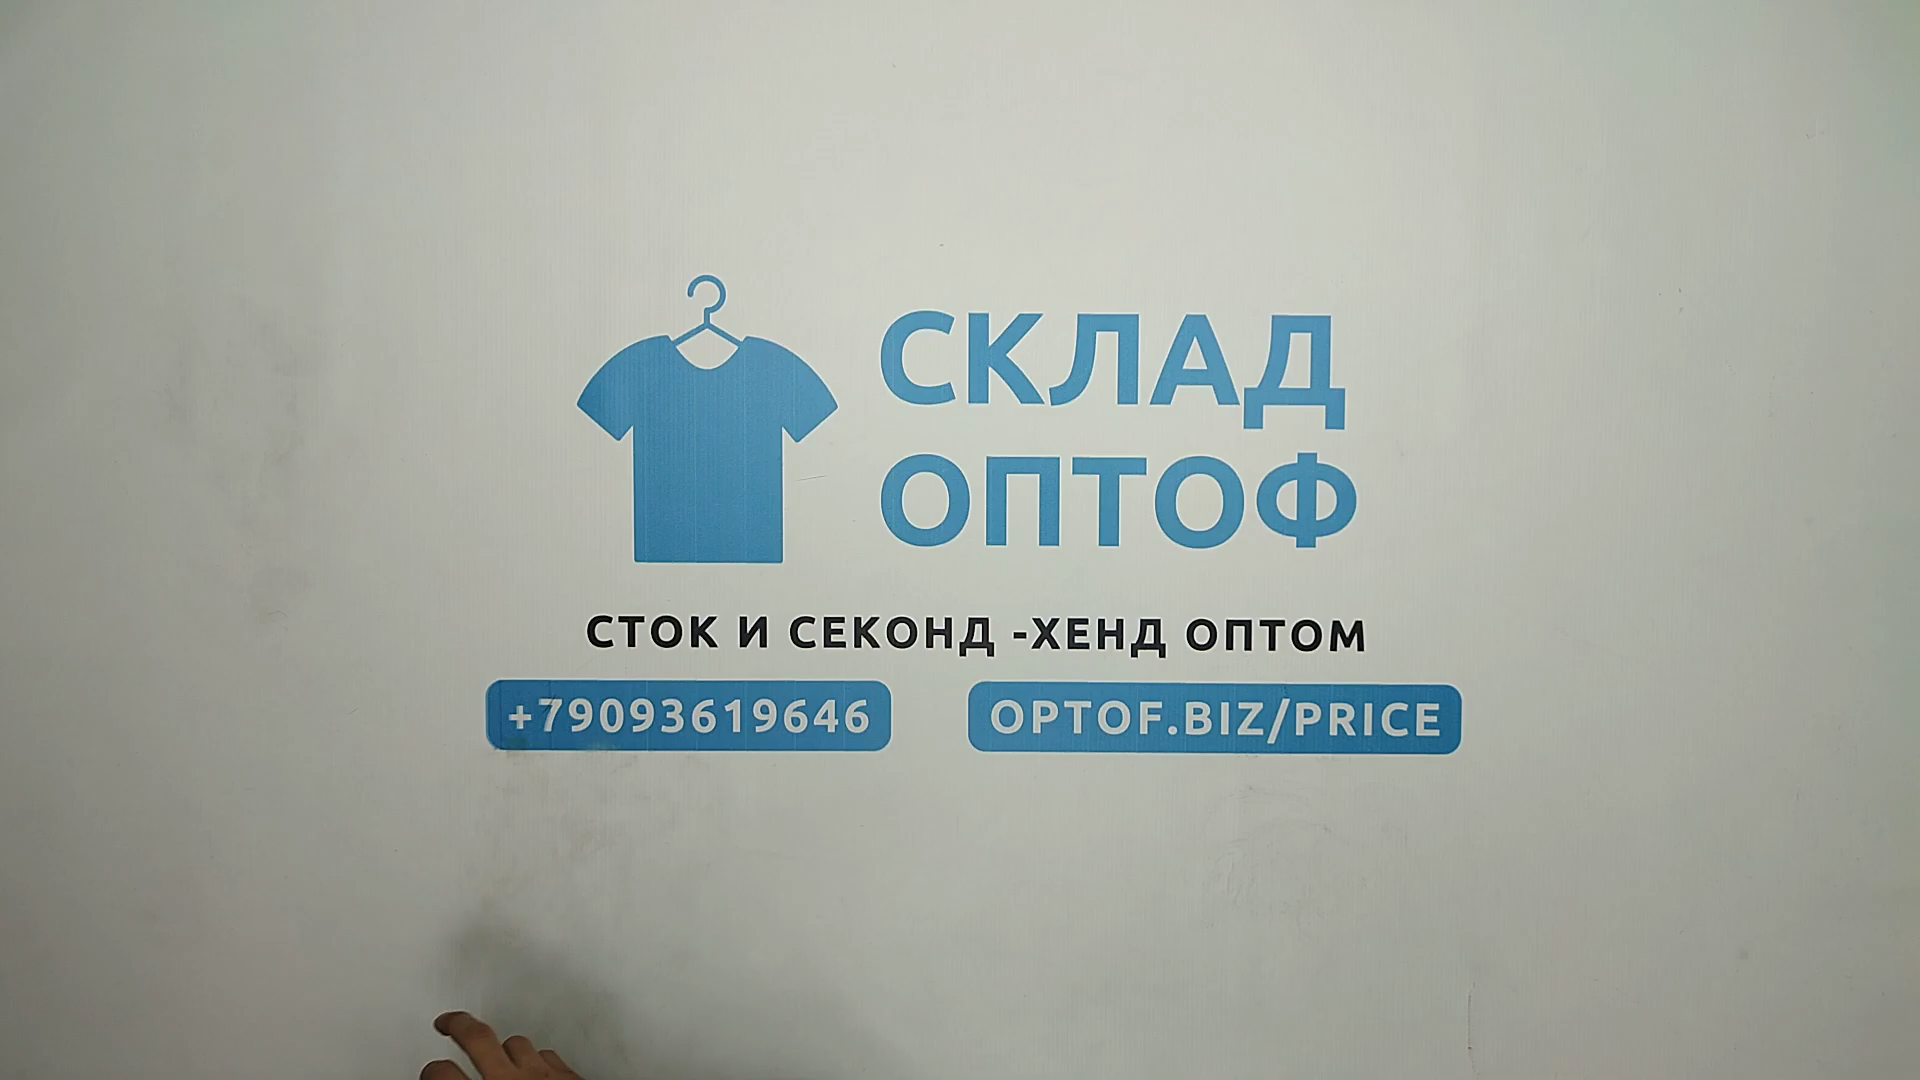 СКЛАД
ОПТОФ
СТОК И СЕКОНД -ХЕНД ОПТОМ
+79093619646
OPTOF.BIZ/PRICE